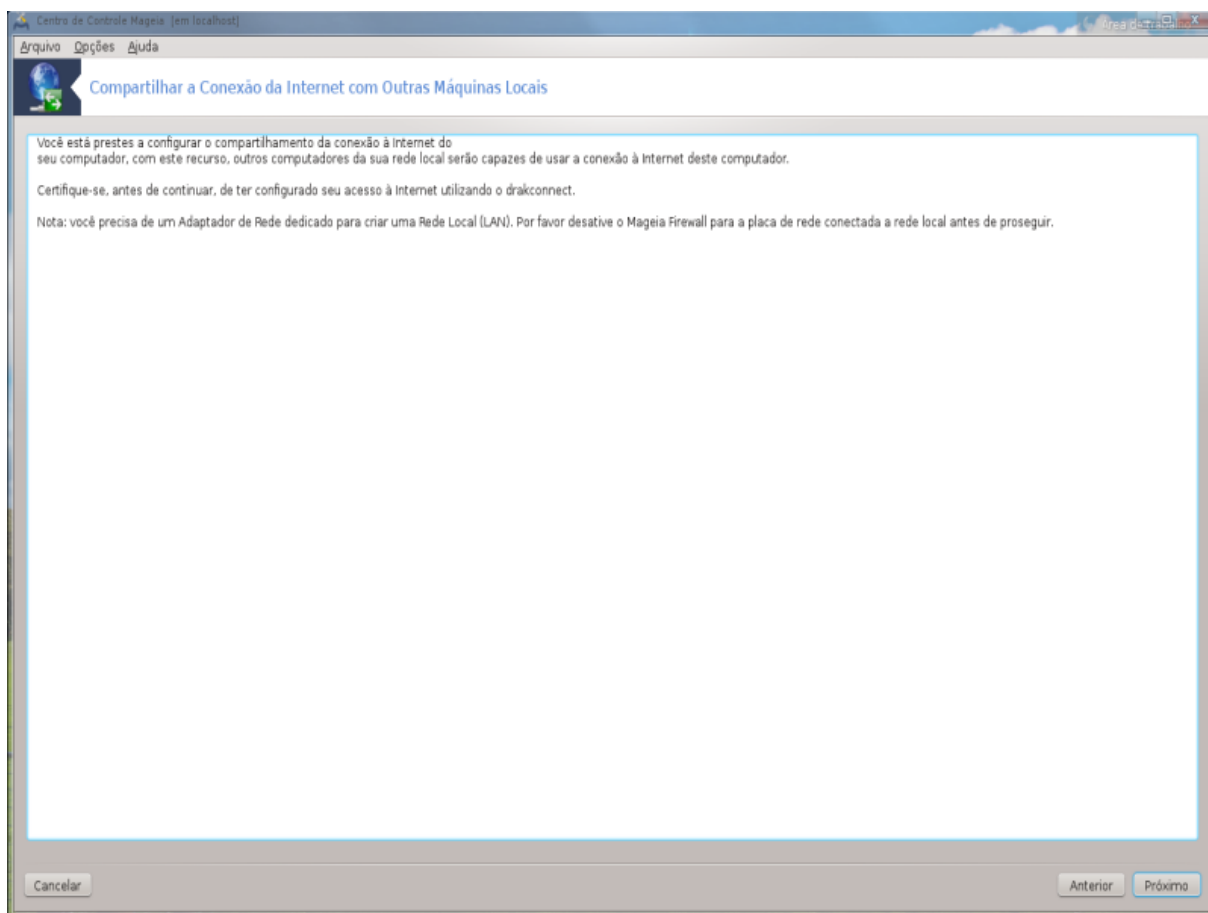 Centro de Controle Mageia [em localhost]
Arquivo Opções Ajuda
Compartilhar a Conexão da Internet com Outras Máquinas Locais
Você está prestes a configurar o compartilhamento da conexão à Internet do
seu computador, com este recurso, outros computadores da sua rede local serão capazes de usar a conexão à Internet deste computador.
Certifique-se, antes de continuar, de ter configurado seu acesso à Internet utilizando o drakconnect.
Nota: você precisa de um Adaptador de Rede dedicado para criar uma Rede Local (LAN). Por favor desative o Mageia Firewall para a placa de rede conectada a rede local antes de proseguir.
Cancelar Anterior Próximo